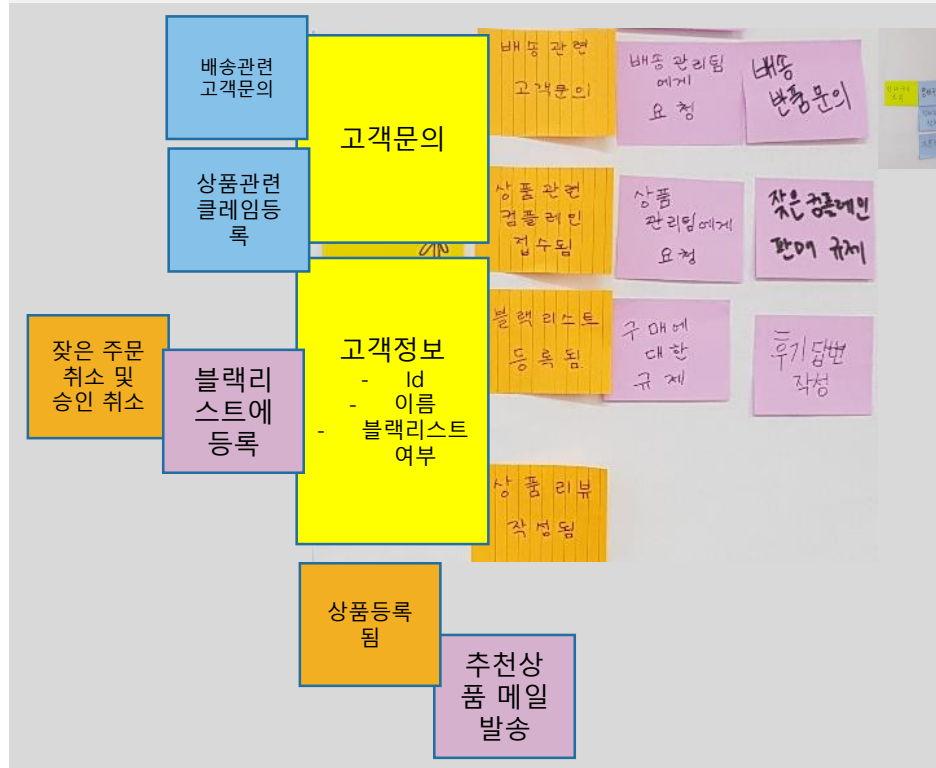 배송관련
고객문의
고객문의
상품관련
클레임등
록
고객정보
- Id
- 이름
- 블랙리스트
여부
잦은 주문
취소 및
승인 취소
블랙리
스트에
등록
상품등록
됨
추천상
품 메일
발송
배송 관련
고객문의
배송 관리팀
에게
요청
배송
반품문의
상품 관련
컴플레인
접수됨
상품
관리팀에게
요청
잦은 컴플레인
판매 규제
블랙리스트
등록됨
구매에
대한
규제
후기 답변
작성
상품리뷰
작성됨